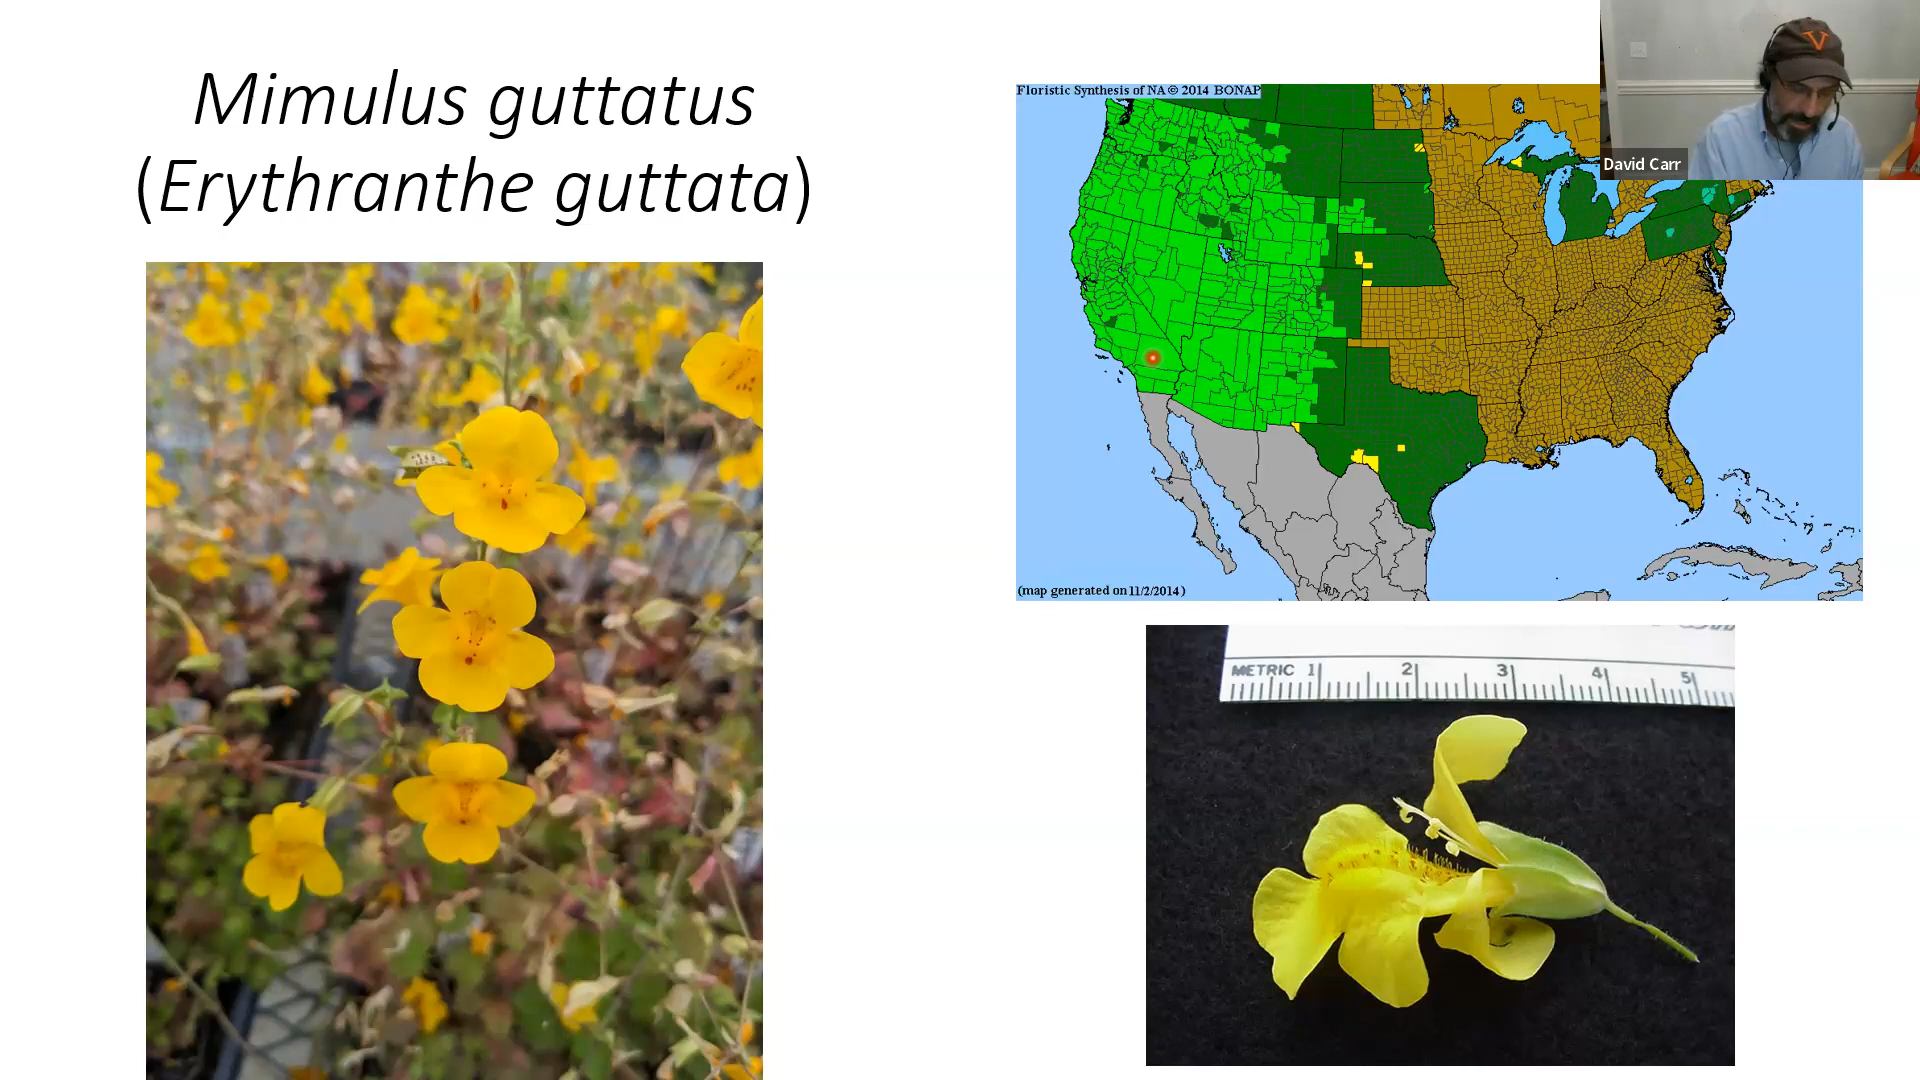 Mimulus guttatus
(Erythranthe guttata)
Floristic Synthesis of NA © 2014 BONAP
(map generated on 11/2/2014)
V
David Carr
METRIC 1 2 3 4 5